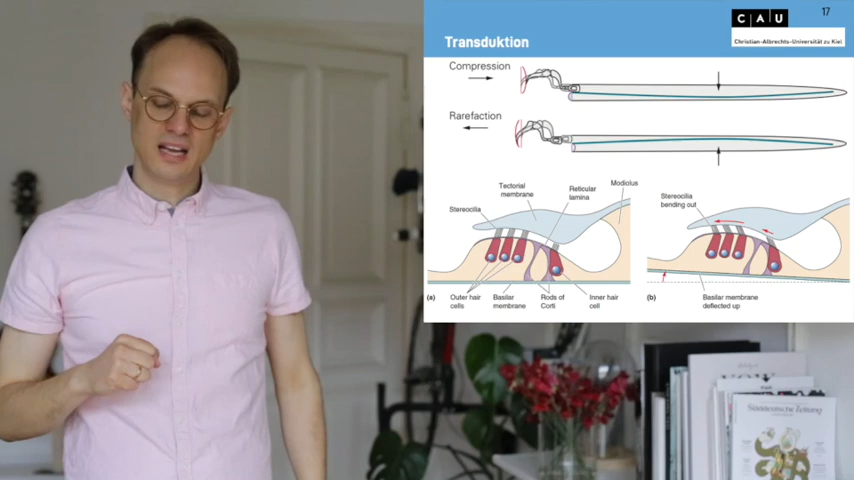 17
C A U
Christian-Albrechts-Universität zu Kiel
Transduktion
Compression
Rarefaction
Tectorial
membrane
Reticular
lamina
Modiolus
Stereocilia
Outer hair
cells
Basilar
membrane
Rods of
Corti
Inner hair
cell
(a)
Stereocilia
bending out
(b)
Basilar membrane
deflected up
Süddeutsche Zeitung